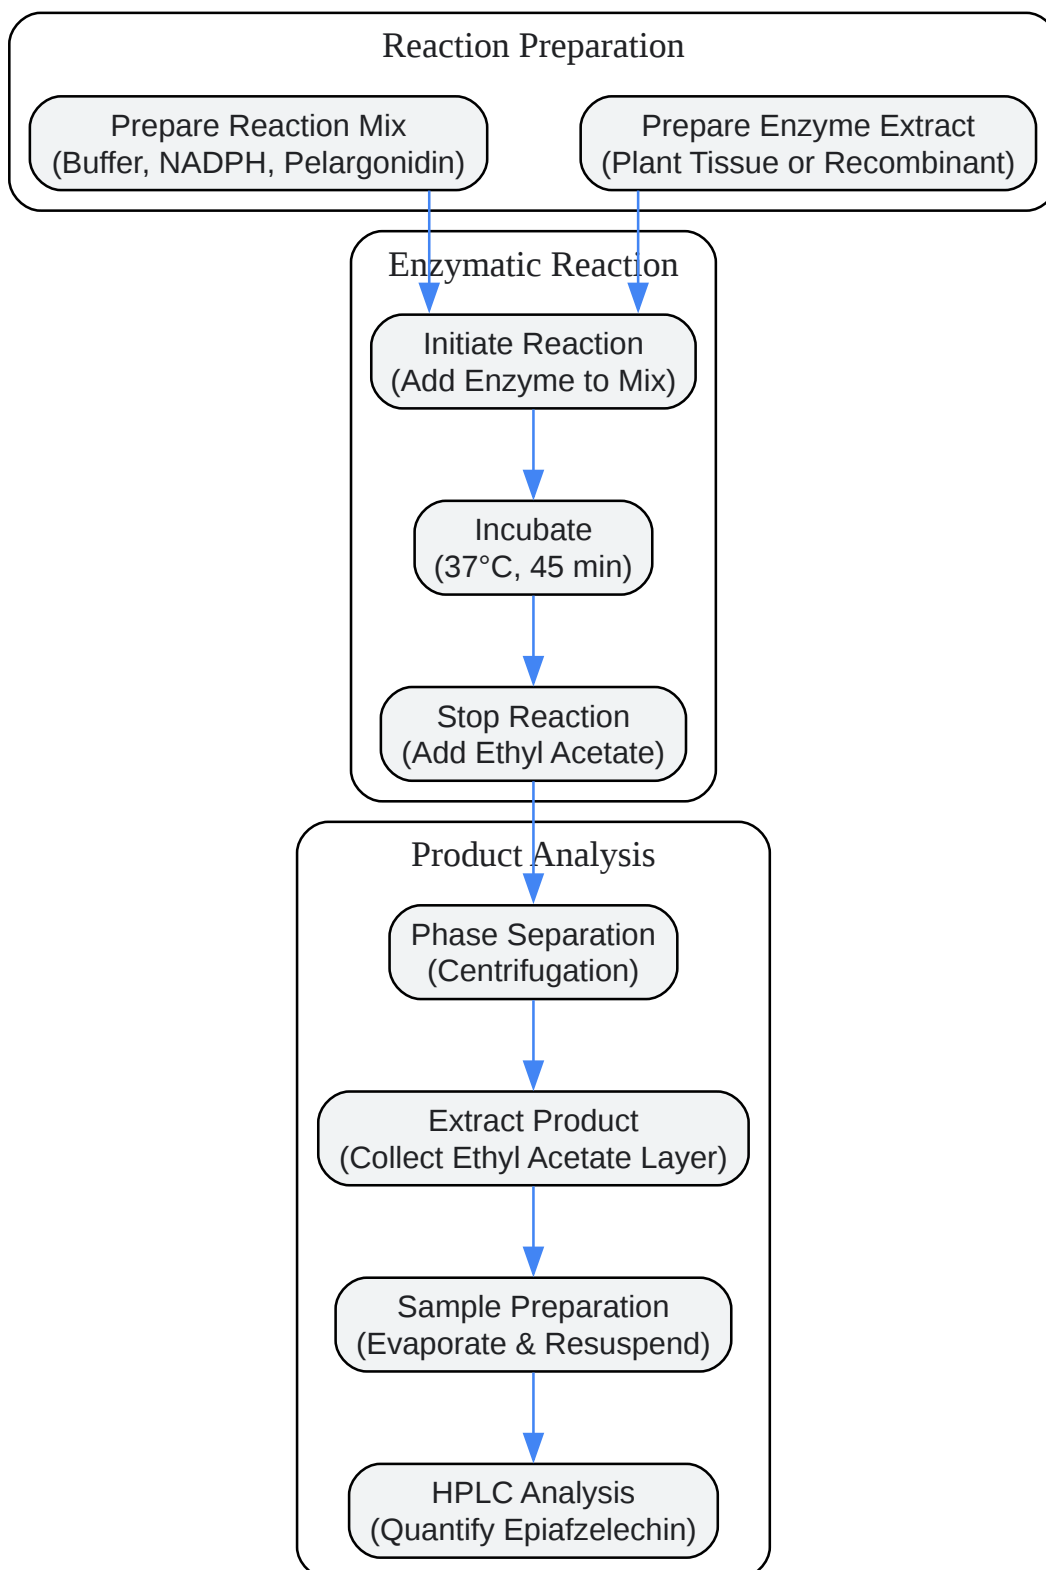 Reaction Preparation
Prepare Reaction Mix
(Buffer, NADPH, Pelargonidin)
Prepare Enzyme Extract
(Plant Tissue or Recombinant)
Enzymatic Reaction
Initiate Reaction
(Add Enzyme to Mix)
Incubate
(37°C, 45 min)
Stop Reaction
(Add Ethyl Acetate)
Product Analysis
Phase Separation
(Centrifugation)
Extract Product
(Collect Ethyl Acetate Layer)
Sample Preparation
(Evaporate & Resuspend)
HPLC Analysis
(Quantify Epiafzelechin)